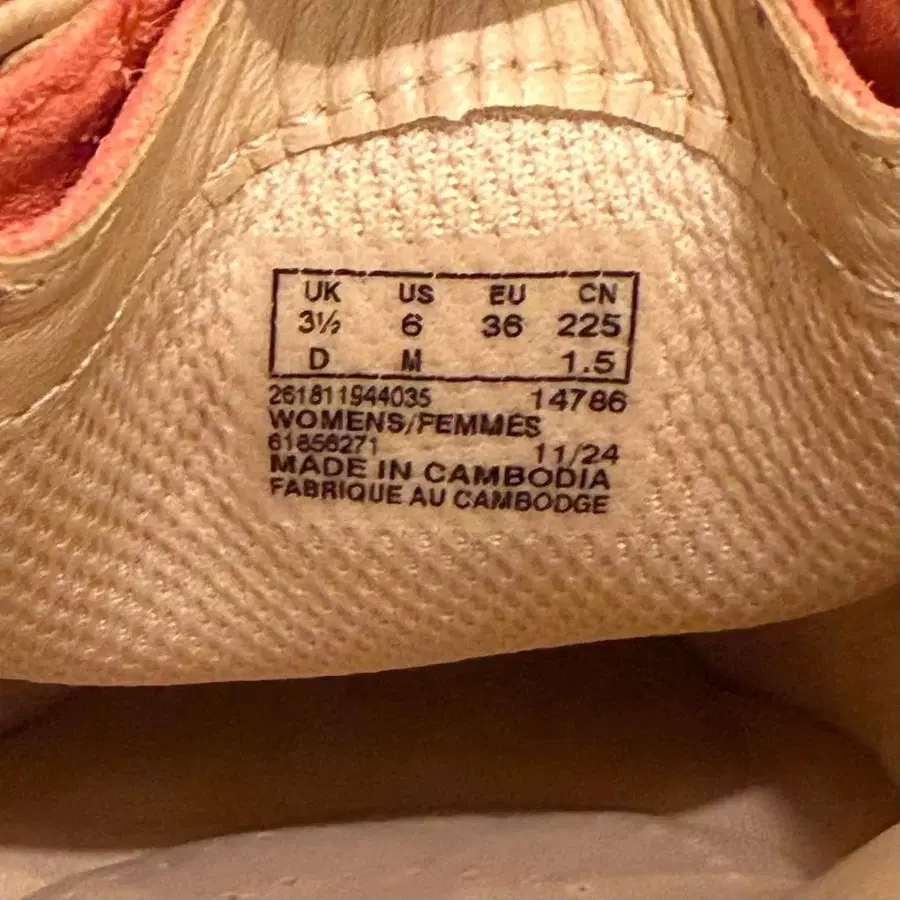 UK US EU CN
3½ 6 36 225
D M 1.5
261811944035 14786
WOMENS/FEMMES
61856271 11/24
MADE IN CAMBODIA
FABRIQUE AU CAMBODGE